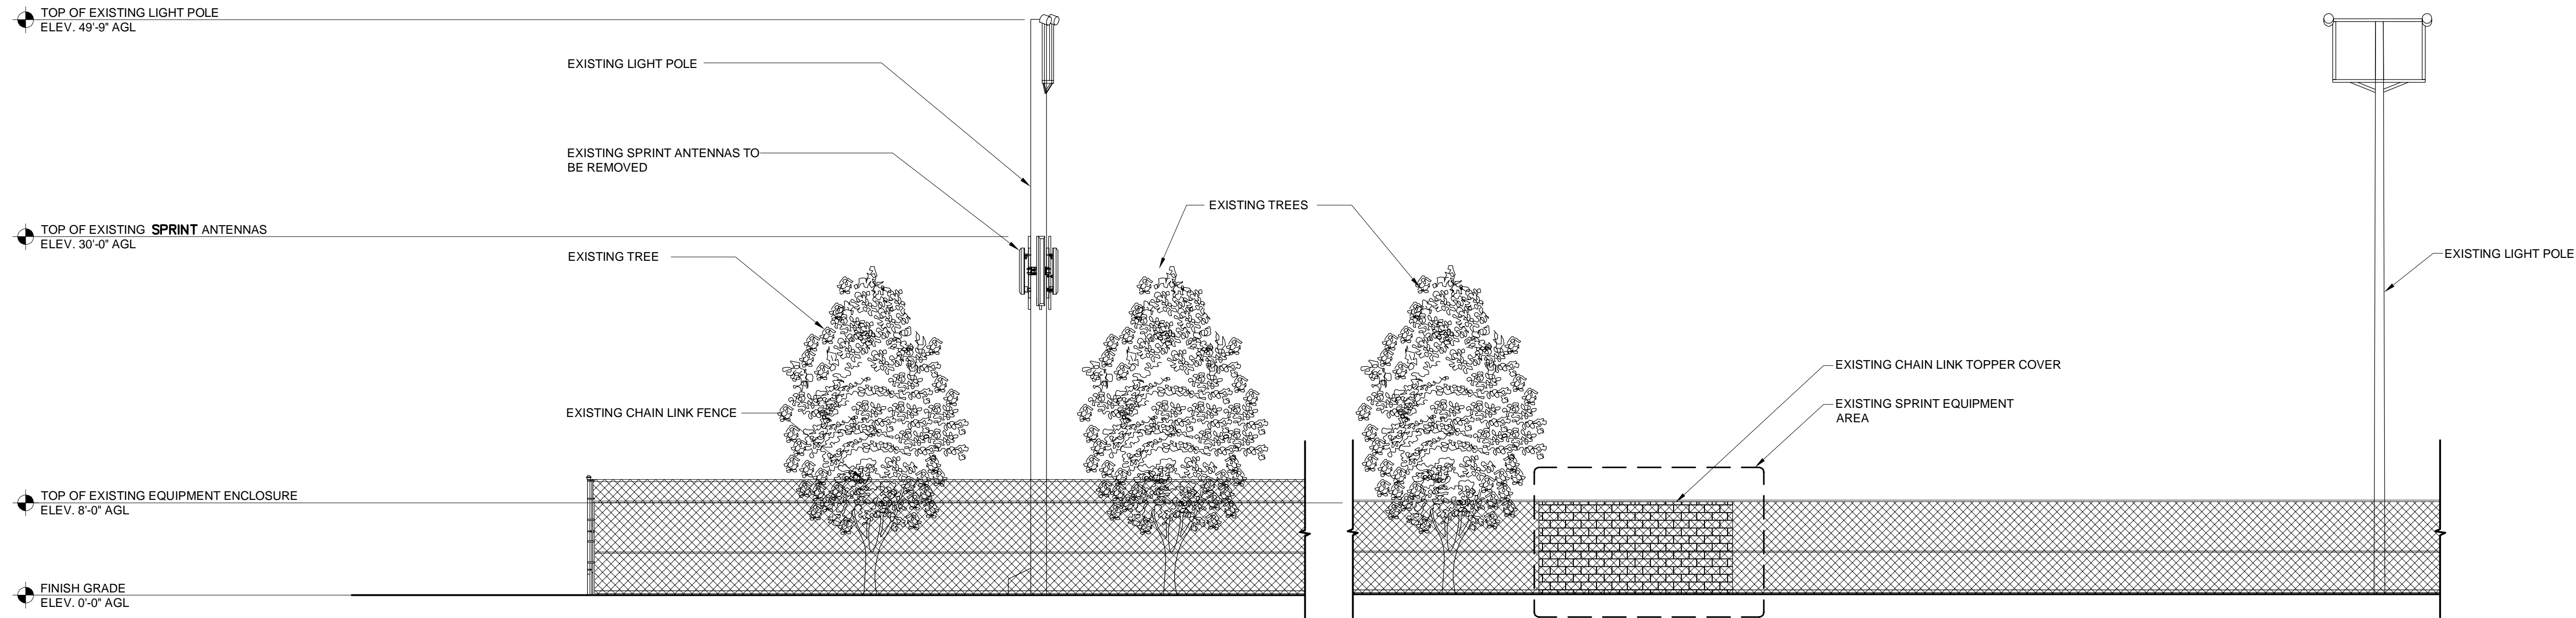 TOP OF EXISTING LIGHT POLE
ELEV. 49'-9" AGL
EXISTING LIGHT POLE
EXISTING SPRINT ANTENNAS TO
BE REMOVED
EXISTING TREES
TOP OF EXISTING SPRINT ANTENNAS
ELEV. 30'-0" AGL
EXISTING TREE
EXISTING LIGHT POLE
EXISTING CHAIN LINK TOPPER COVER
EXISTING SPRINT EQUIPMENT
AREA
EXISTING CHAIN LINK FENCE
TOP OF EXISTING EQUIPMENT ENCLOSURE
ELEV. 8'-0" AGL
FINISH GRADE
ELEV. 0'-0" AGL